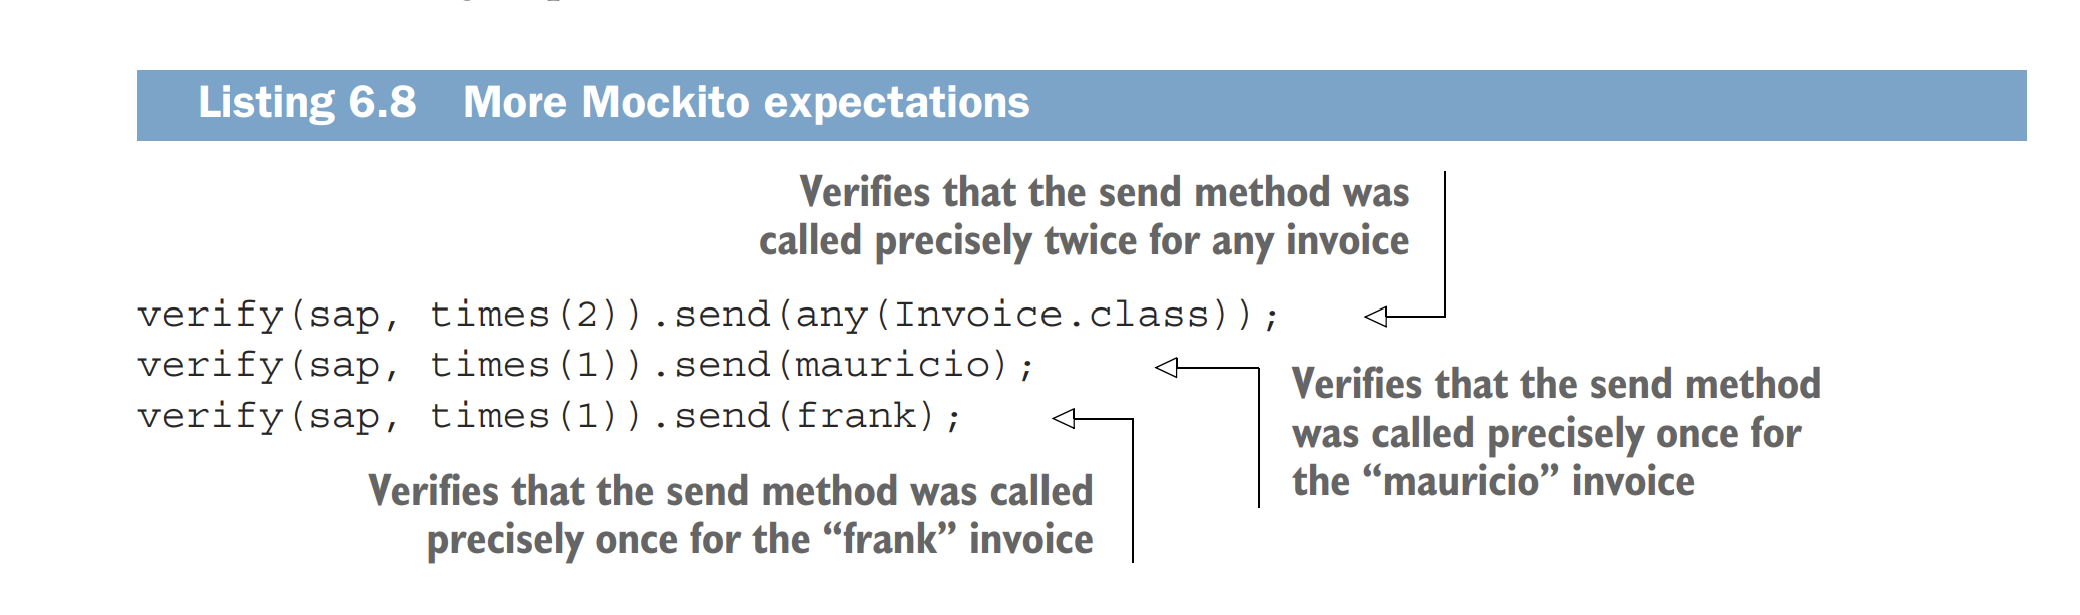 Listing 6.8 More Mockito expectations
Verifies that the send method was
called precisely twice for any invoice
verify(sap, times(2)).send(any(Invoice.class));
verify(sap, times(1)).send(mauricio);
verify(sap, times(1)).send(frank);
Verifies that the send method
was called precisely once for
the “mauricio” invoice
Verifies that the send method was called
precisely once for the “frank” invoice